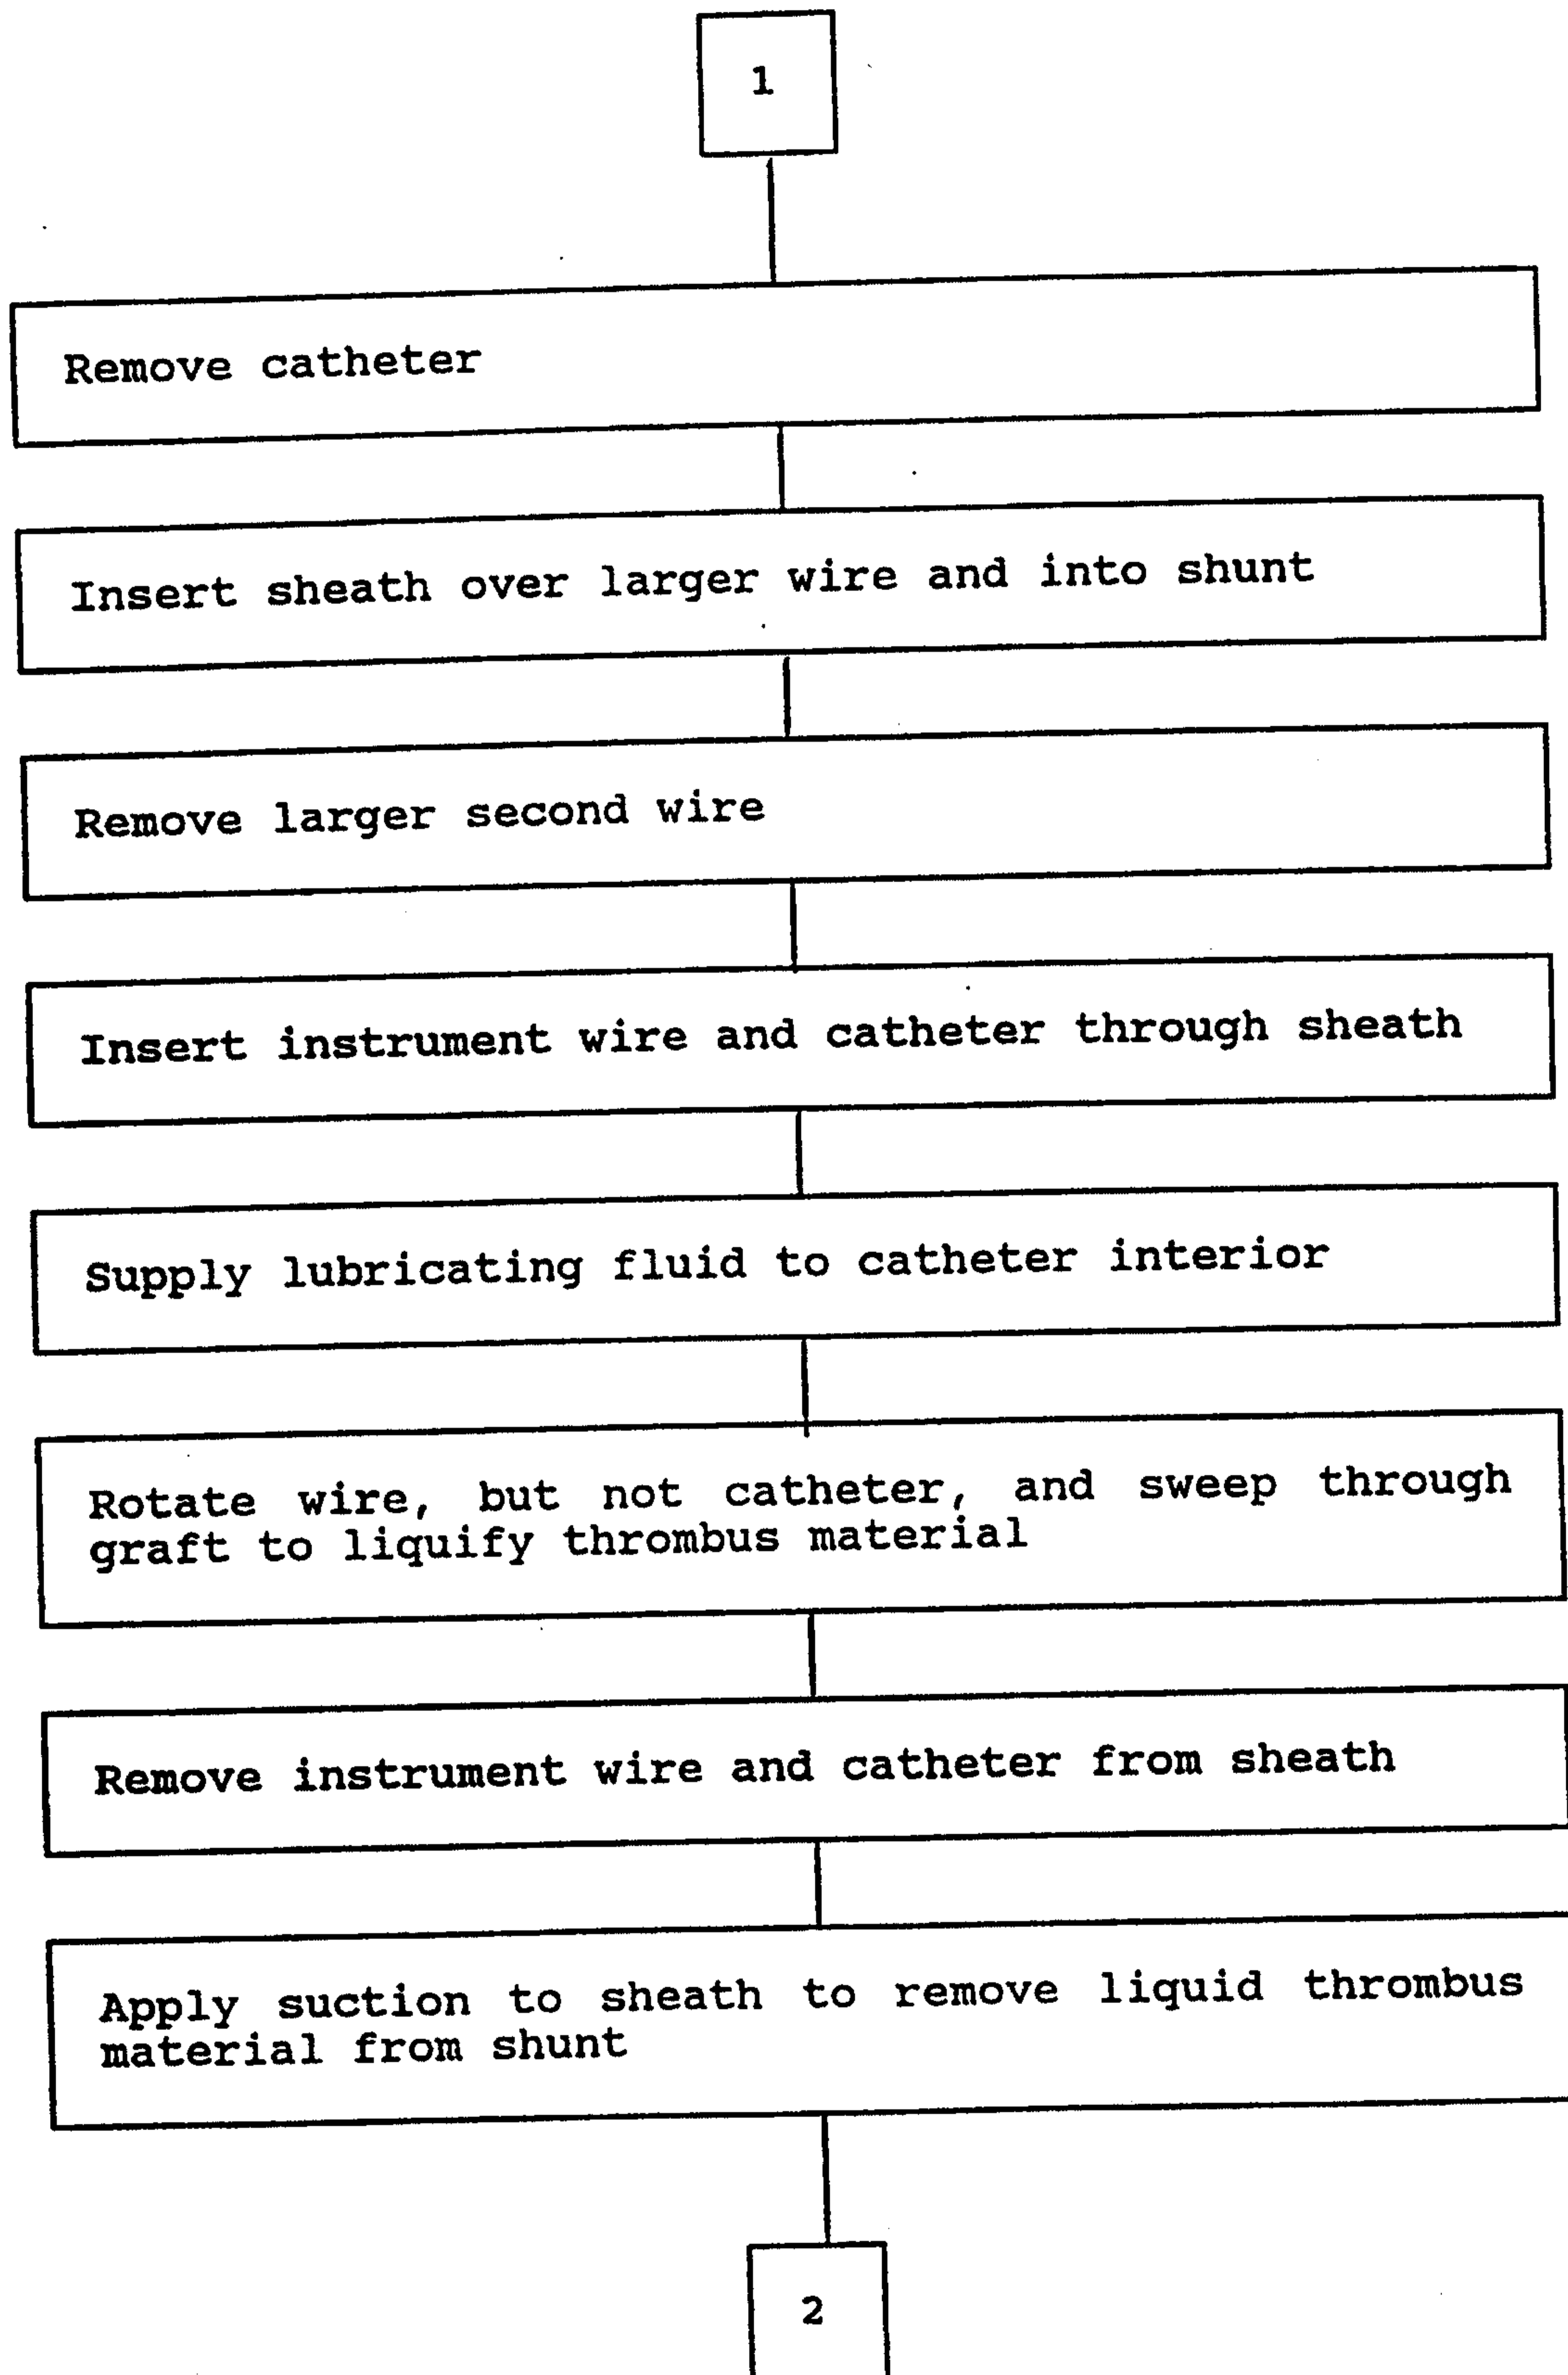 1
Remove catheter
Insert sheath over larger wire and into shunt
Remove larger second wire
Insert instrument wire and catheter through sheath
Supply lubricating fluid to catheter interior
Rotate wire, but not catheter, and sweep through
graft to liquify thrombus material
Remove instrument wire and catheter from sheath
Apply suction to sheath to remove liquid thrombus
material from shunt
2